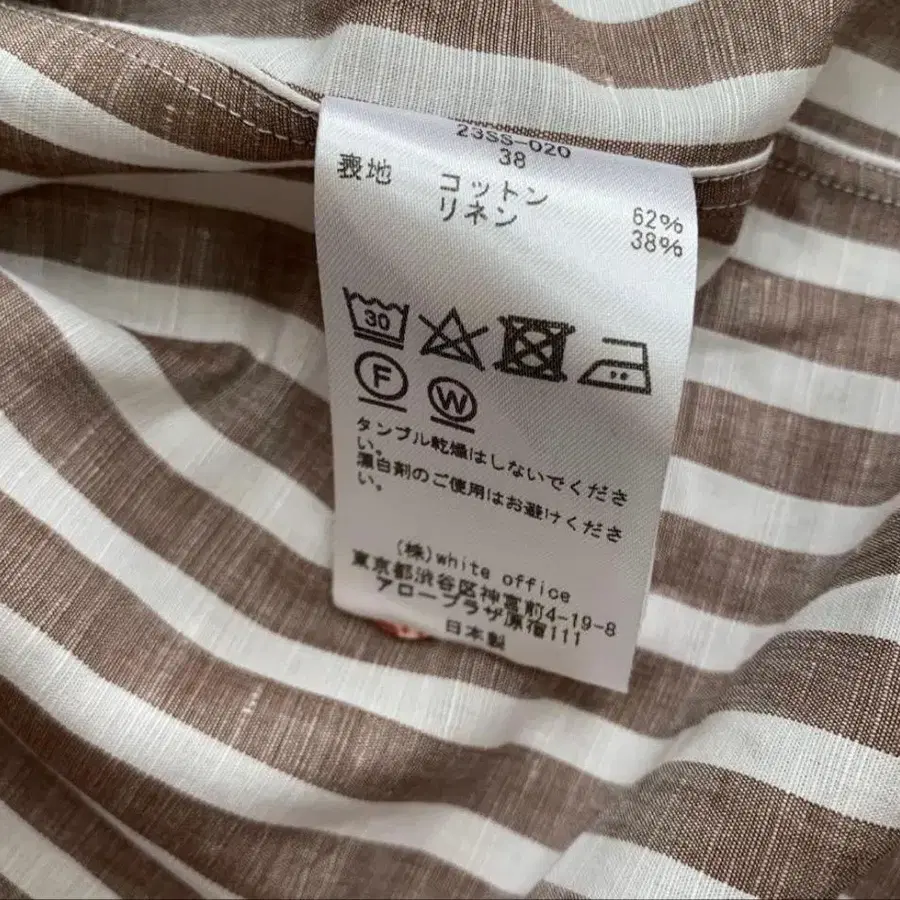 23SS-020
38
表地 コットン 62%
リネン 38%
30
F W
タンブル乾燥はしないでくださ
い。
漂白剤のご使用はお避けくださ
い。
(株)white office
東京都渋谷区神宮前4-19-8
アロープラザ原宿111
日本製